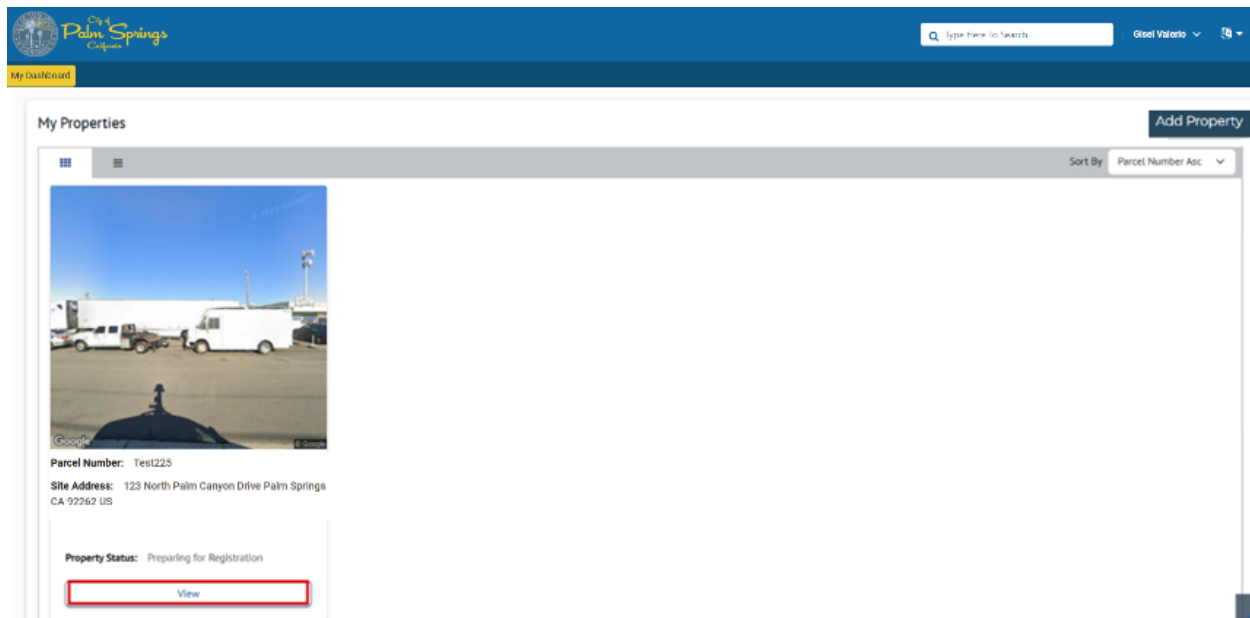 City of
Palm Springs
California
Type Here To Search
Gisel Valerio
My Dashboard
My Properties
Add Property
Sort By Parcel Number Asc
Google
© Google
Parcel Number: Test225
Site Address: 123 North Palm Canyon Drive Palm Springs
CA 92262 US
Property Status: Preparing for Registration
View